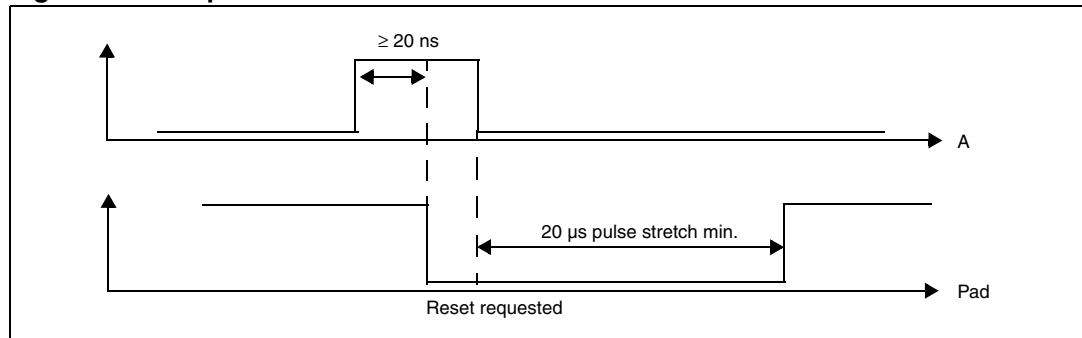 ≥ 20 ns
A
20 µs pulse stretch min.
Pad
Reset requested